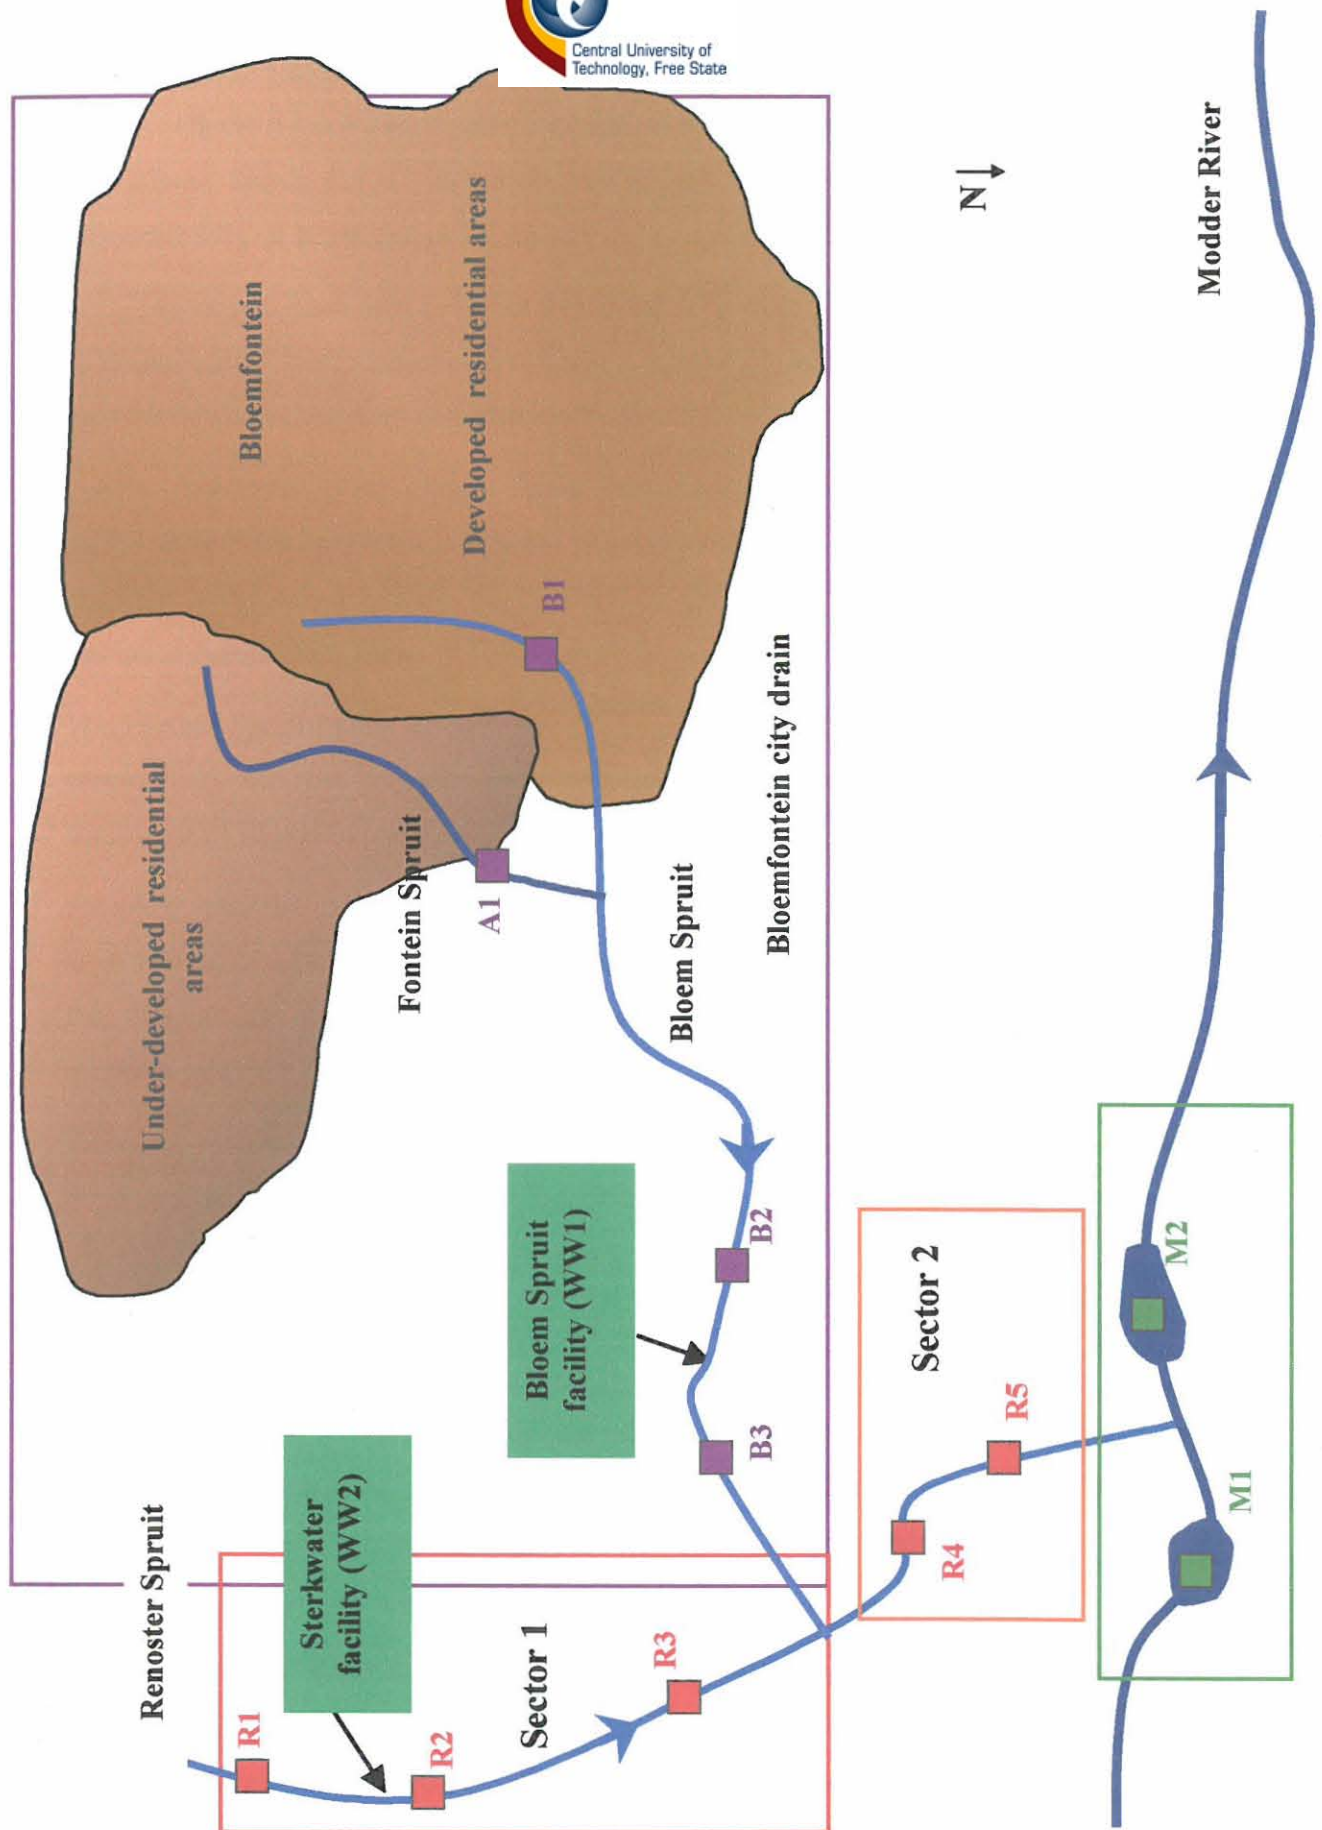 Central University of
Technology, Free State
Bloemfontein
Developed residential areas
Under-developed residential
areas
B1
Fontein Spruit
A1
Bloem Spruit
Bloemfontein city drain
N
Modder River
Bloem Spruit
facility (WW1)
B2
B3
Renoster Spruit
Sterkwater
facility (WW2)
R1
R2
Sector 1
R3
Sector 2
R4
R5
M2
M1